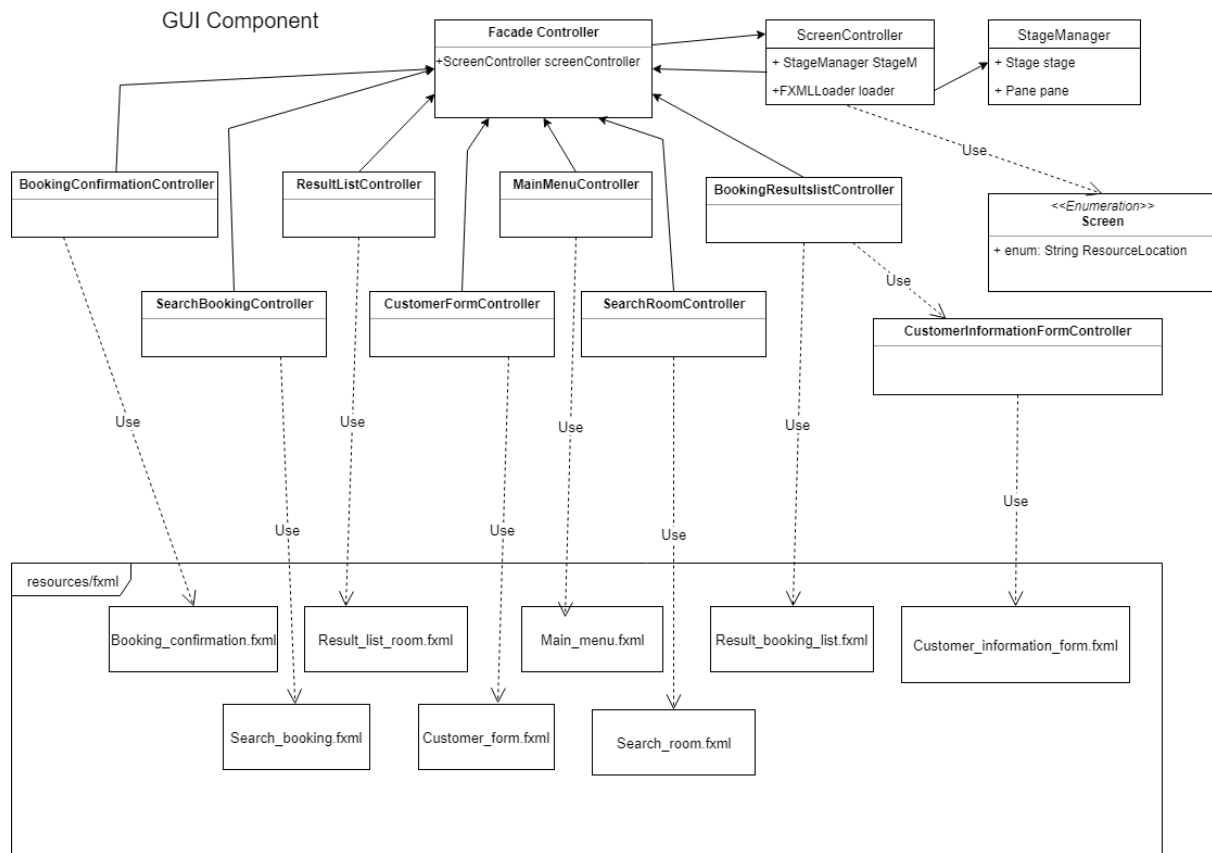 GUI Component
Facade Controller
+ScreenController screenController
ScreenController
+ StageManager StageM
+FXMLLoader loader
StageManager
+ Stage stage
+ Pane pane
Use
BookingConfirmationController
ResultListController
MainMenuController
BookingResultslistController
<<Enumeration>>
Screen
+ enum: String ResourceLocation
Use
SearchBookingController
CustomerFormController
SearchRoomController
CustomerInformationFormController
Use
Use
Use
Use
Use
Use
Use
Use
resources/fxml
Booking_confirmation.fxml
Result_list_room.fxml
Main_menu.fxml
Result_booking_list.fxml
Customer_information_form.fxml
Search_booking.fxml
Customer_form.fxml
Search_room.fxml